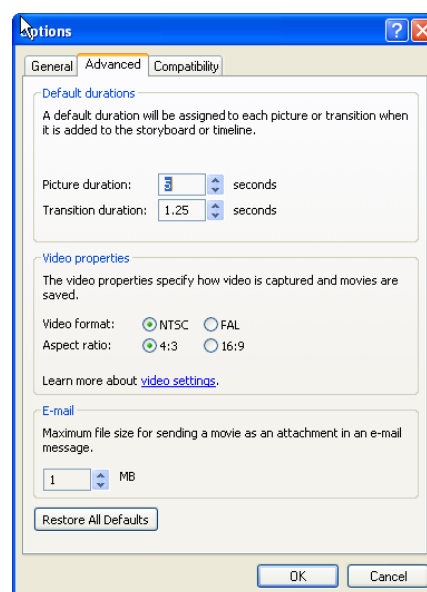 Options
General Advanced Compatibility
Default durations
A default duration will be assigned to each picture or transition when
it is added to the storyboard or timeline.
Picture duration: 5 seconds
Transition duration: 1.25 seconds
Video properties
The video properties specify how video is captured and movies are
saved.
Video format: NTSC FAL
Aspect ratio: 4:3 16:9
Learn more about video settings.
E-mail
Maximum file size for sending a movie as an attachment in an e-mail
message.
1 MB
Restore All Defaults
OK Cancel